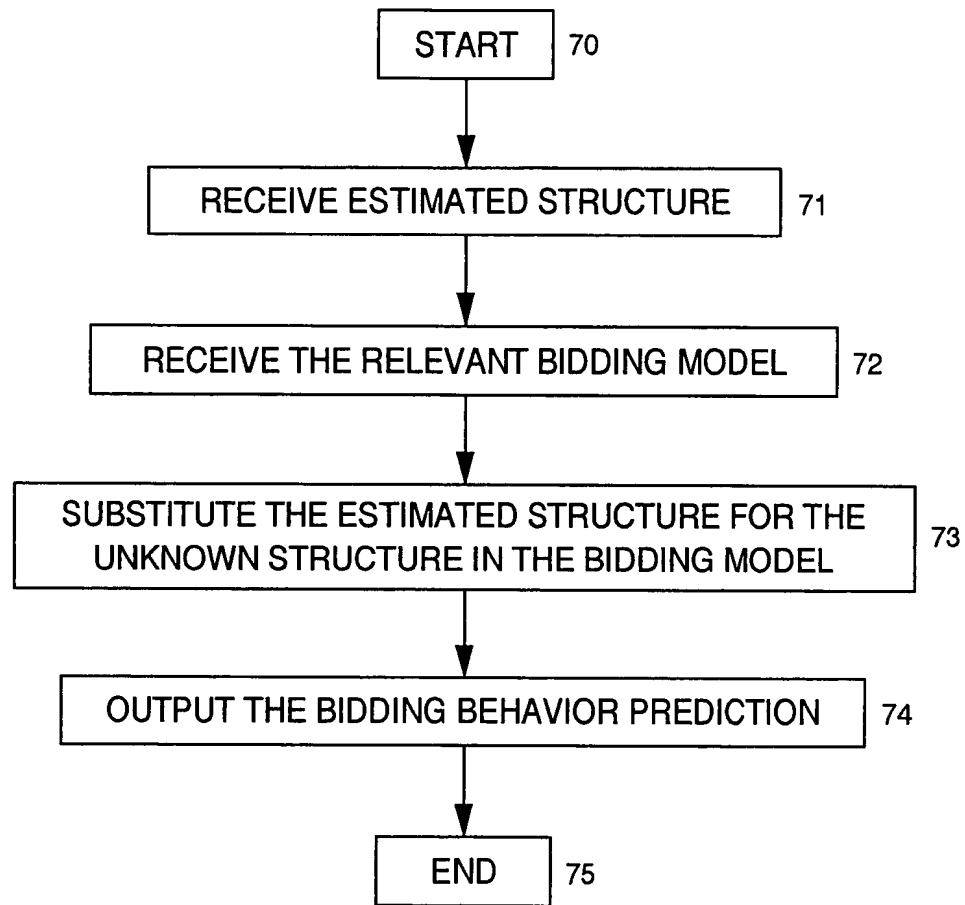 START 70
RECEIVE ESTIMATED STRUCTURE 71
RECEIVE THE RELEVANT BIDDING MODEL 72
SUBSTITUTE THE ESTIMATED STRUCTURE FOR THE
UNKNOWN STRUCTURE IN THE BIDDING MODEL 73
OUTPUT THE BIDDING BEHAVIOR PREDICTION 74
END 75